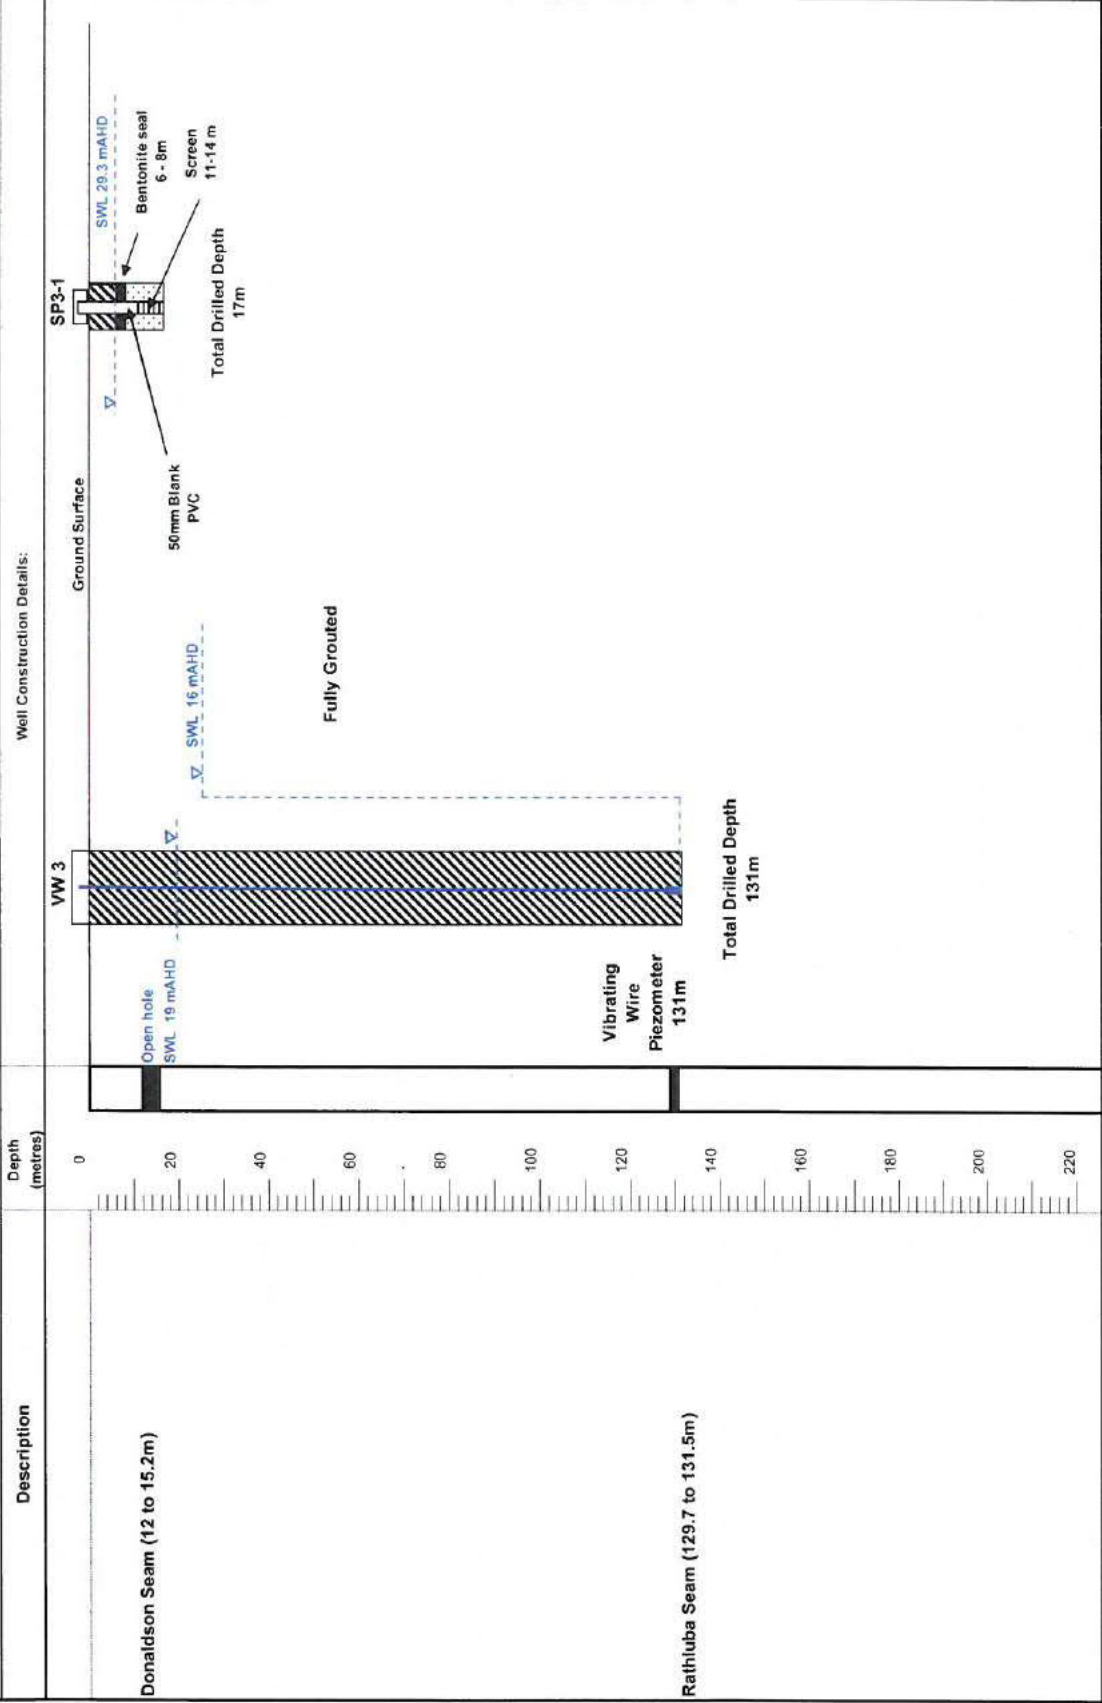 Description
Depth
(metres)
Well Construction Details:
VW 3
SP3-1
Ground Surface
0
20
40
60
80
100
120
140
160
180
200
220
Donaldson Seam (12 to 15.2m)
Rathluba Seam (129.7 to 131.5m)
Open hole
SWL 19 mAHD
SWL 16 mAHD
Fully Grouted
Vibrating
Wire
Piezometer
131m
Total Drilled Depth
131m
50mm Blank
PVC
SWL 29.3 mAHD
Bentonite seal
6 - 8m
Screen
11-14 m
Total Drilled Depth
17m